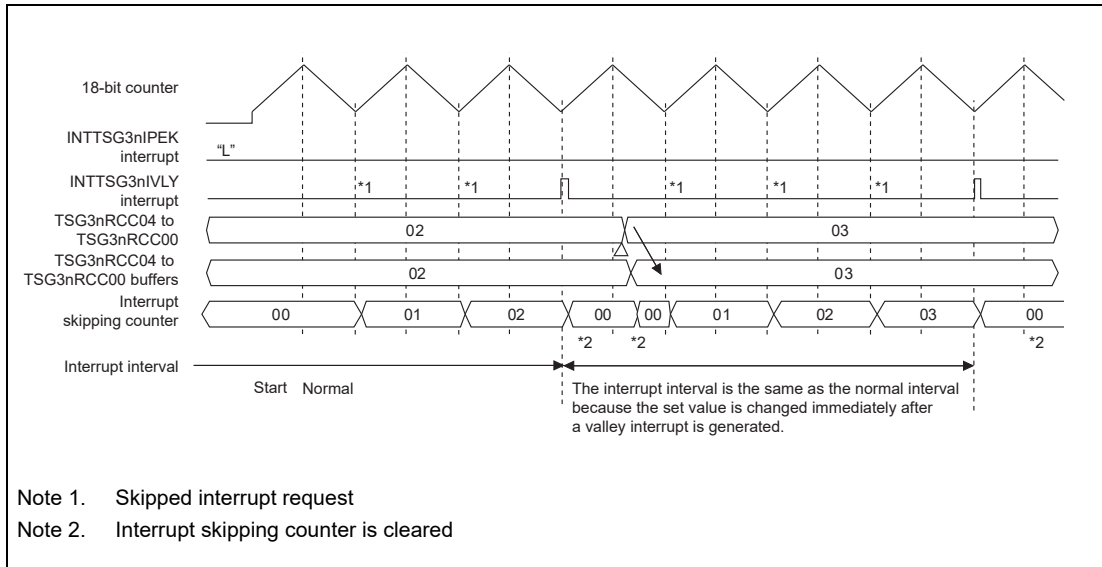 18-bit counter
INTTSG3nIPEK
interrupt
“L”
INTTSG3nIVLY
interrupt
*1 *1 *1 *1 *1
TSG3nRCC04 to
TSG3nRCC00
02 03
TSG3nRCC04 to
TSG3nRCC00 buffers
02 03
Interrupt
skipping counter
00 01 02 00 00 01 02 03 00
*2 *2 *2
Interrupt interval
Start Normal
The interrupt interval is the same as the normal interval
because the set value is changed immediately after
a valley interrupt is generated.
Note 1. Skipped interrupt request
Note 2. Interrupt skipping counter is cleared